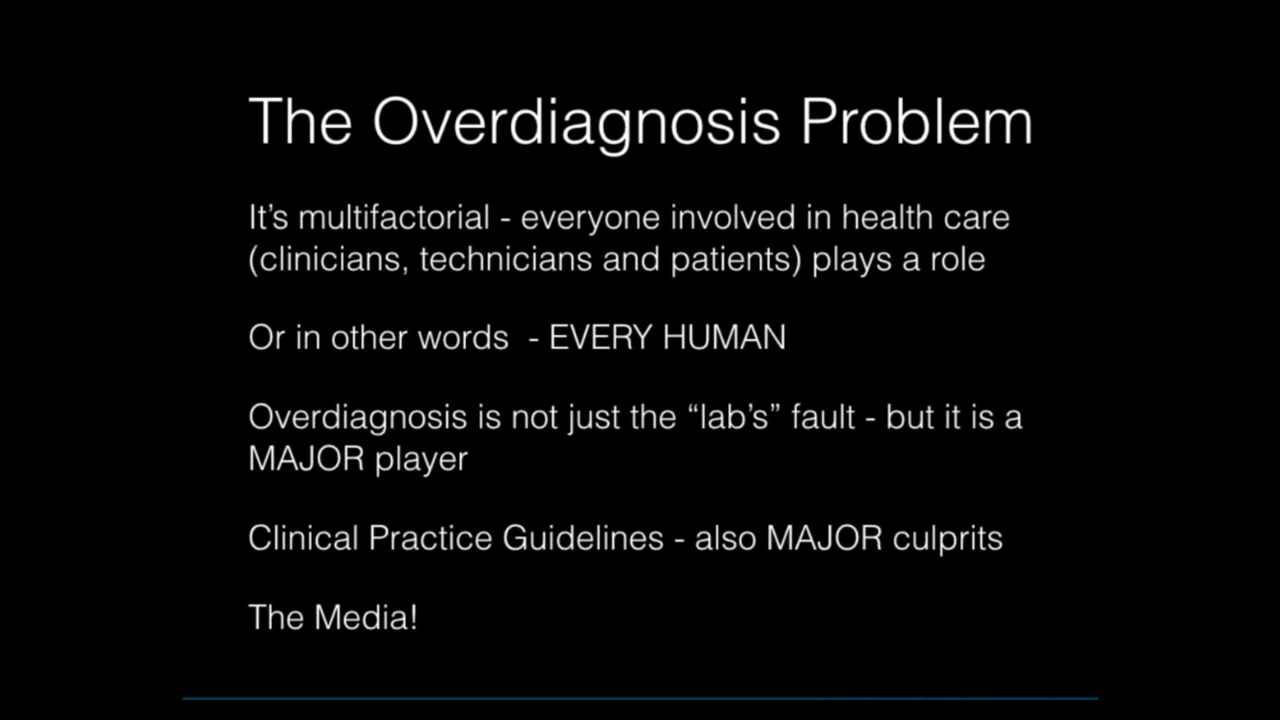 The Overdiagnosis Problem
It’s multifactorial - everyone involved in health care
(clinicians, technicians and patients) plays a role
Or in other words  - EVERY HUMAN
Overdiagnosis is not just the “lab’s” fault - but it is a
MAJOR player
Clinical Practice Guidelines - also MAJOR culprits
The Media!